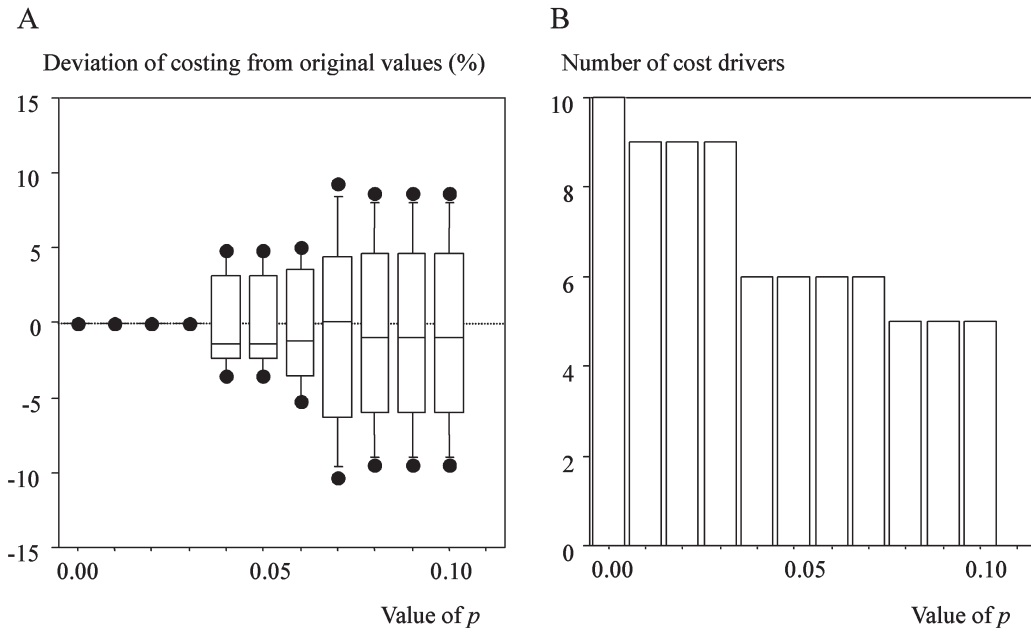 A
Deviation of costing from original values (%)
15
10
5
0
-5
-10
-15
0.00 0.05 0.10
Value of p
B
Number of cost drivers
10
8
6
4
2
0
0.00 0.05 0.10
Value of p